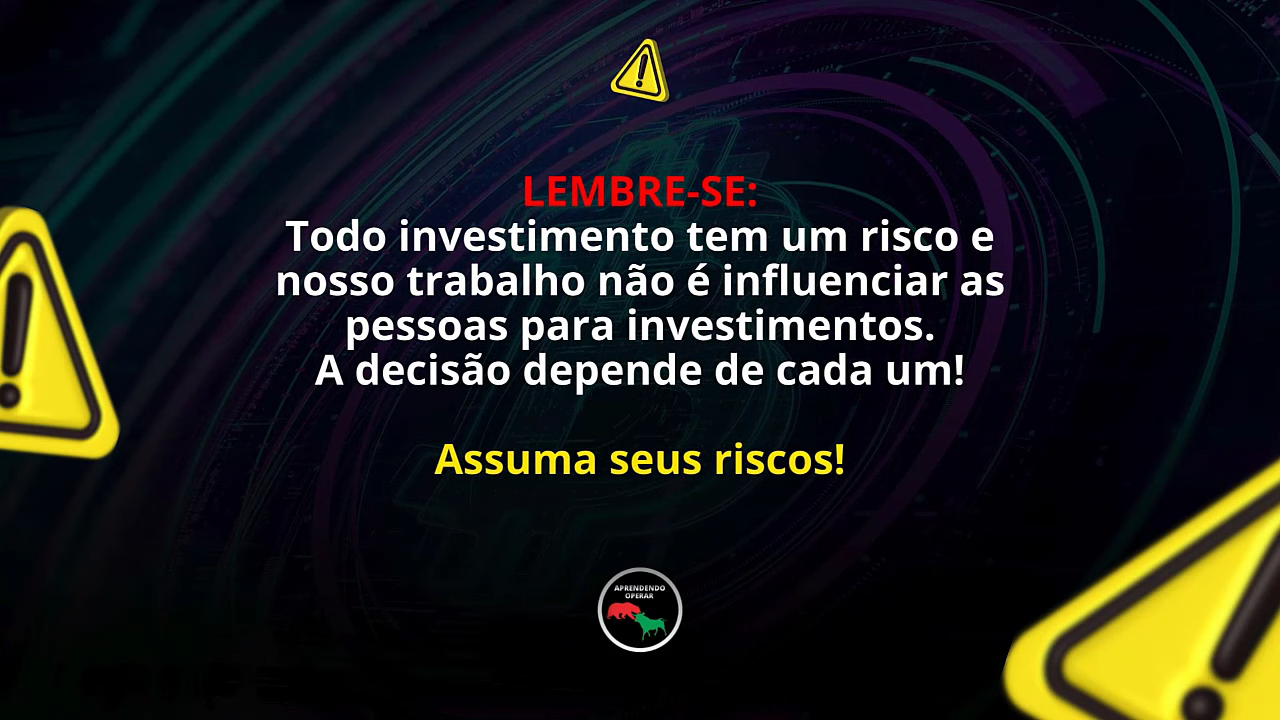 LEMBRE-SE:
Todo investimento tem um risco e
nosso trabalho não é influenciar as
pessoas para investimentos.
A decisão depende de cada um!
Assuma seus riscos!
APRENDENDO
OPERAR